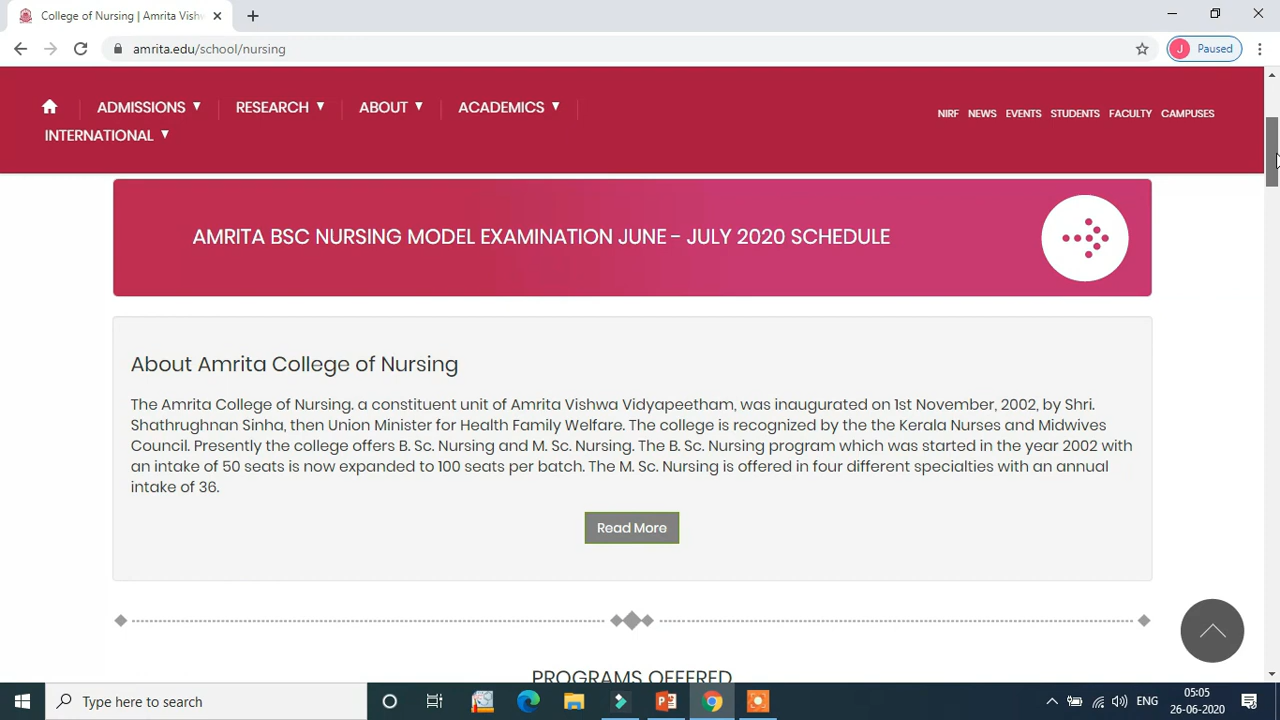 College of Nursing | Amrita Vish
amrita.edu/school/nursing
J Paused
ADMISSIONS ▼ RESEARCH ▼ ABOUT ▼ ACADEMICS ▼
INTERNATIONAL ▼
NIRF NEWS EVENTS STUDENTS FACULTY CAMPUSES
AMRITA BSC NURSING MODEL EXAMINATION JUNE - JULY 2020 SCHEDULE
About Amrita College of Nursing
The Amrita College of Nursing. a constituent unit of Amrita Vishwa Vidyapeetham, was inaugurated on 1st November, 2002, by Shri.
Shathrughnan Sinha, then Union Minister for Health Family Welfare. The college is recognized by the the Kerala Nurses and Midwives
Council. Presently the college offers B. Sc. Nursing and M. Sc. Nursing. The B. Sc. Nursing program which was started in the year 2002 with
an intake of 50 seats is now expanded to 100 seats per batch. The M. Sc. Nursing is offered in four different specialties with an annual
intake of 36.
Read More
PROGRAMS OFFERED
Type here to search
ENG
05:05
26-06-2020